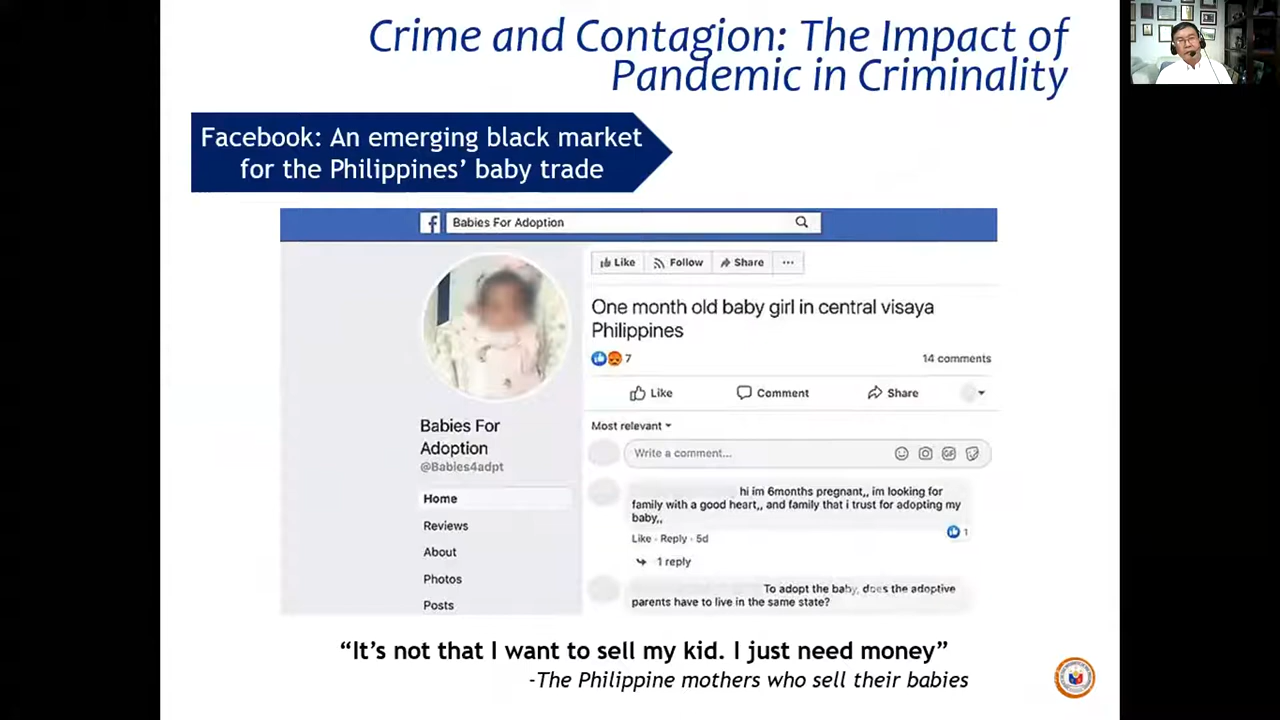 Crime and Contagion: The Impact of
Pandemic in Criminality
Facebook: An emerging black market
for the Philippines' baby trade
f
Babies For Adoption
Like
Follow
Share
...
One month old baby girl in central visaya
Philippines
7
14 comments
Like
Comment
Share
Babies For
Adoption
@Babies4adpt
Home
Reviews
About
Photos
Posts
Most relevant
Write a comment...
GIF
hi im 6months pregnant,, im looking for
family with a good heart,, and family that i trust for adopting my
baby,,
1
Like · Reply · 5d
1 reply
To adopt the baby, does the adoptive
parents have to live in the same state?
“It’s not that I want to sell my kid. I just need money”
-The Philippine mothers who sell their babies